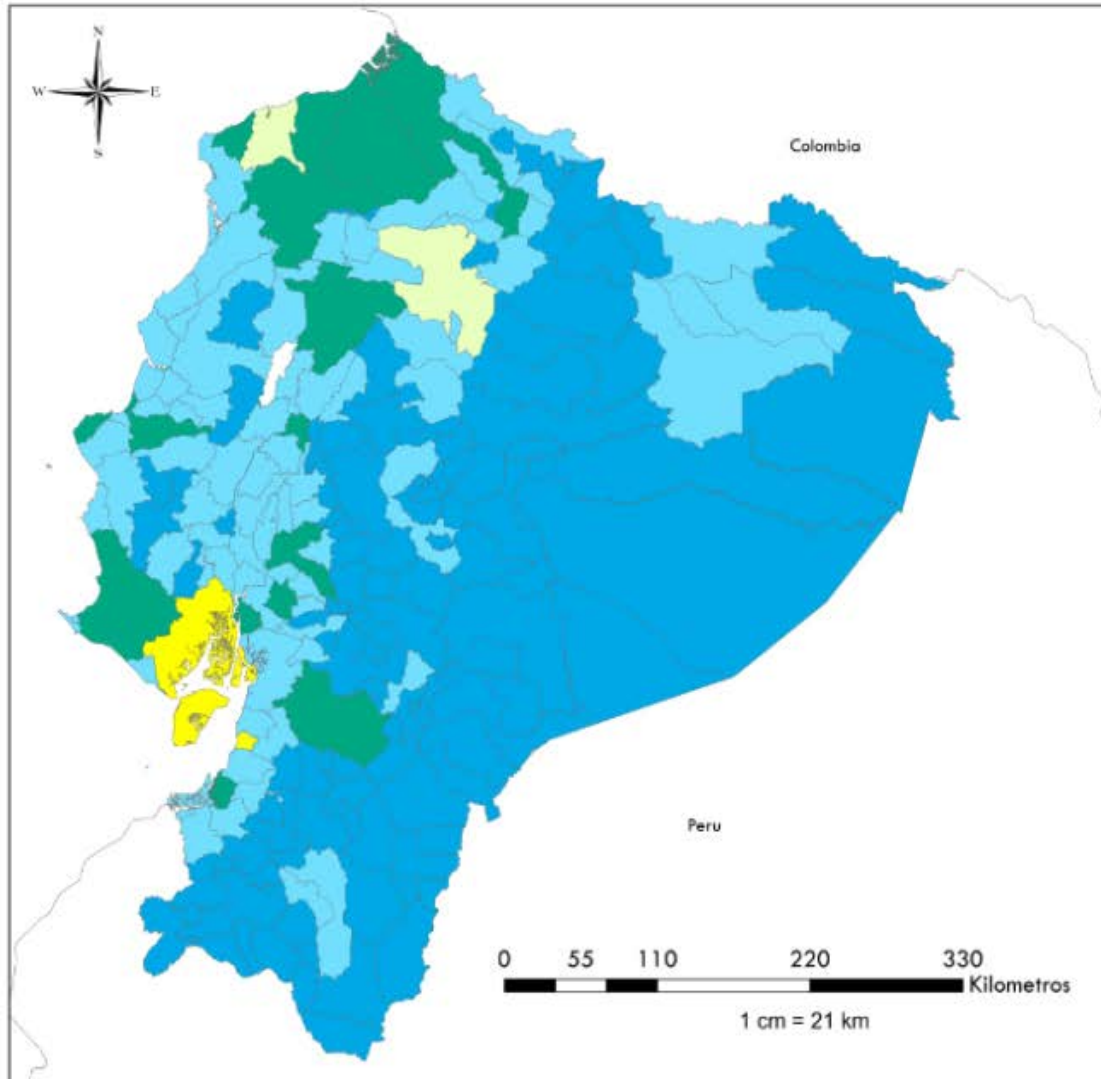 N
W E
S
Colombia
Peru
0 55 110 220 330
Kilometros
1 cm = 21 km